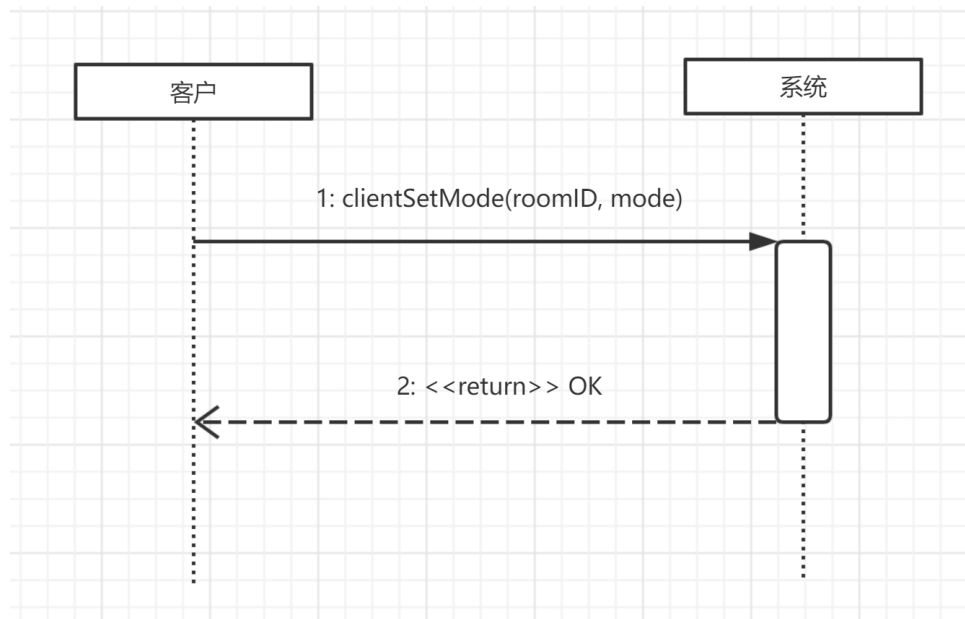 客户
系统
1: clientSetMode(roomID, mode)
2: <<return>> OK